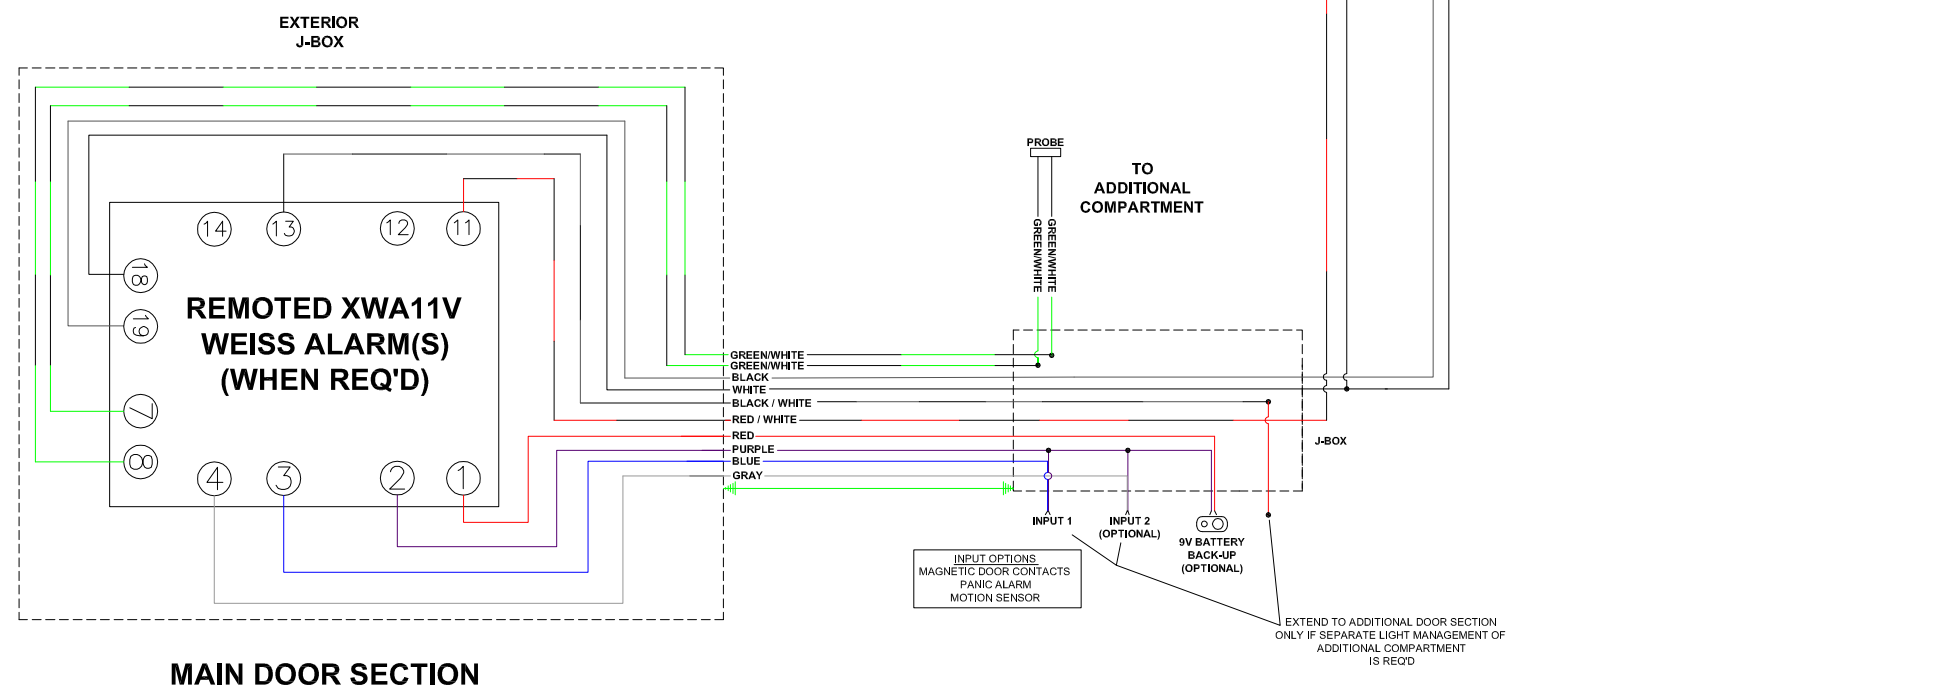 EXTERIOR
J-BOX
PROBE
TO
ADDITIONAL
COMPARTMENT
GREEN/WHITE
GREEN/WHITE
14
13
12
11
18
19
7
8
4
3
2
1
REMOTED XWA11V
WEISS ALARM(S)
(WHEN REQ'D)
GREEN/WHITE
GREEN/WHITE
BLACK
WHITE
BLACK / WHITE
RED / WHITE
RED
PURPLE
BLUE
GRAY
J-BOX
INPUT 1
INPUT 2
(OPTIONAL)
9V BATTERY
BACK-UP
(OPTIONAL)
INPUT OPTIONS
MAGNETIC DOOR CONTACTS
PANIC ALARM
MOTION SENSOR
EXTEND TO ADDITIONAL DOOR SECTION
ONLY IF SEPARATE LIGHT MANAGEMENT OF
ADDITIONAL COMPARTMENT
IS REQ'D
MAIN DOOR SECTION